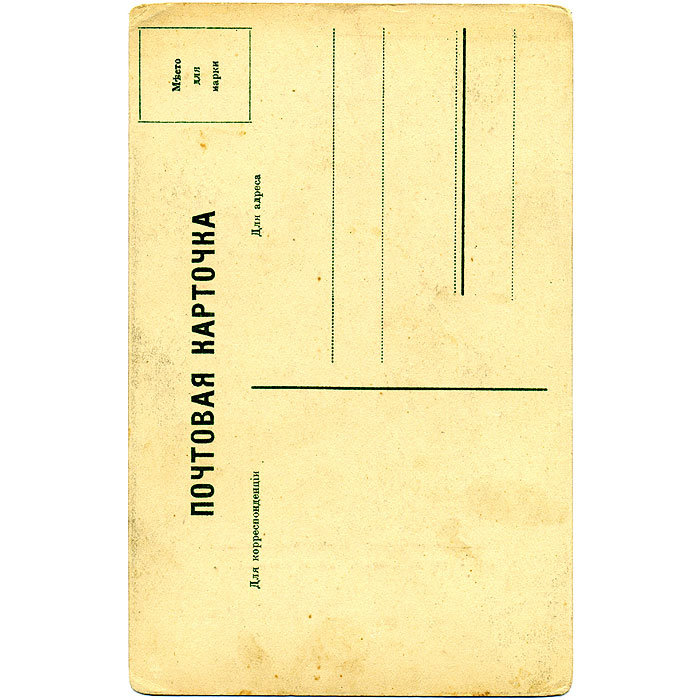 ПОЧТОВАЯ КАРТОЧКА
Мѣсто
для
марки
Для корреспонденціи
Для адреса